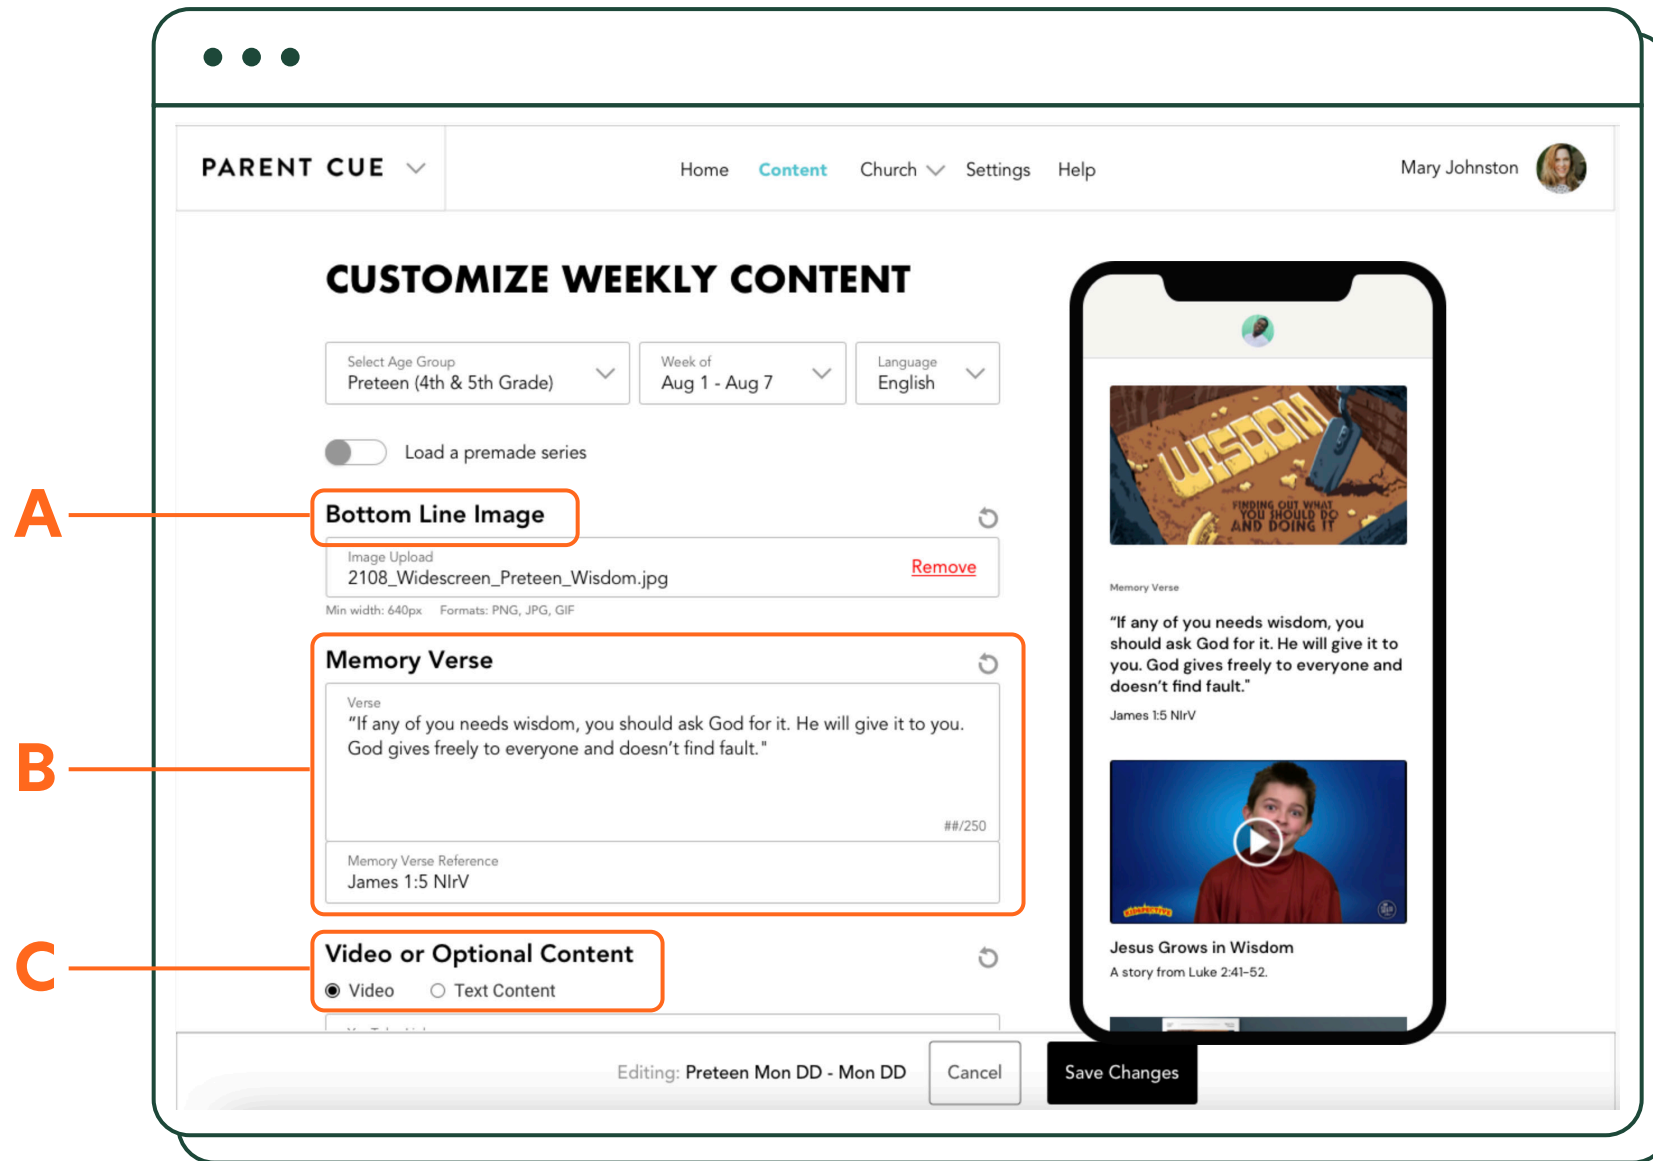 PARENT CUE
Home Content Church Settings Help
Mary Johnston
CUSTOMIZE WEEKLY CONTENT
Select Age Group
Preteen (4th & 5th Grade)
Week of
Aug 1 - Aug 7
Language
English
Load a premade series
A
Bottom Line Image
Image Upload
2108_Widescreen_Preteen_Wisdom.jpg
Remove
Min width: 640px Formats: PNG, JPG, GIF
B
Memory Verse
Verse
“If any of you needs wisdom, you should ask God for it. He will give it to you.
God gives freely to everyone and doesn’t find fault."
##/250
Memory Verse Reference
James 1:5 NIrV
C
Video or Optional Content
Video Text Content
Editing: Preteen Mon DD - Mon DD
Cancel
Save Changes
WISDOM
FINDING OUT WHAT
YOU SHOULD DO
AND DOING IT
Memory Verse
“If any of you needs wisdom, you
should ask God for it. He will give it to
you. God gives freely to everyone and
doesn’t find fault."
James 1:5 NIrV
Jesus Grows in Wisdom
A story from Luke 2:41-52.